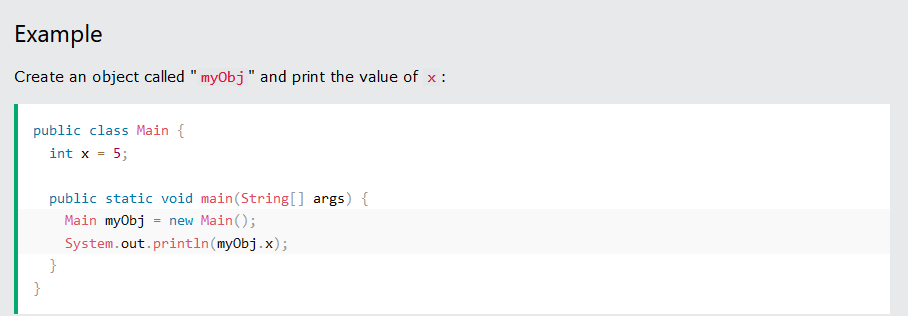 Example
Create an object called "myObj" and print the value of x:
public class Main {
  int x = 5;

  public static void main(String[] args) {
    Main myObj = new Main();
    System.out.println(myObj.x);
  }
}